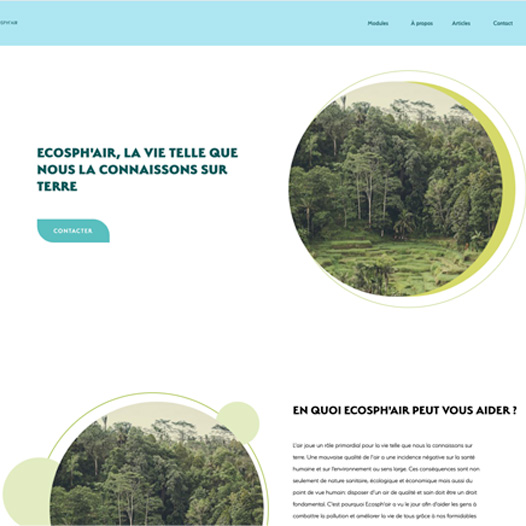 Modules
À propos
Articles
Contact
ECOSPH'AIR, LA VIE TELLE QUE
NOUS LA CONNAISSONS SUR
TERRE
CONTACTER
EN QUOI ECOSPH'AIR PEUT VOUS AIDER ?
L'air joue un rôle primordial pour la vie telle que nous la connaissons sur
terre. Une mauvaise qualité de l'air a une incidence négative sur la santé
humaine et sur l'environnement au sens large. Ces conséquences sont non
seulement de nature sanitaire, écologique et économique mais aussi du
point de vue humain: disposer d'un air de qualité et sain doit être un droit
fondamental. C'est pourquoi Ecosph'air a vu le jour afin d'aider les gens à
combattre la pollution et améliorer la vie de tous grâce à nos formidables